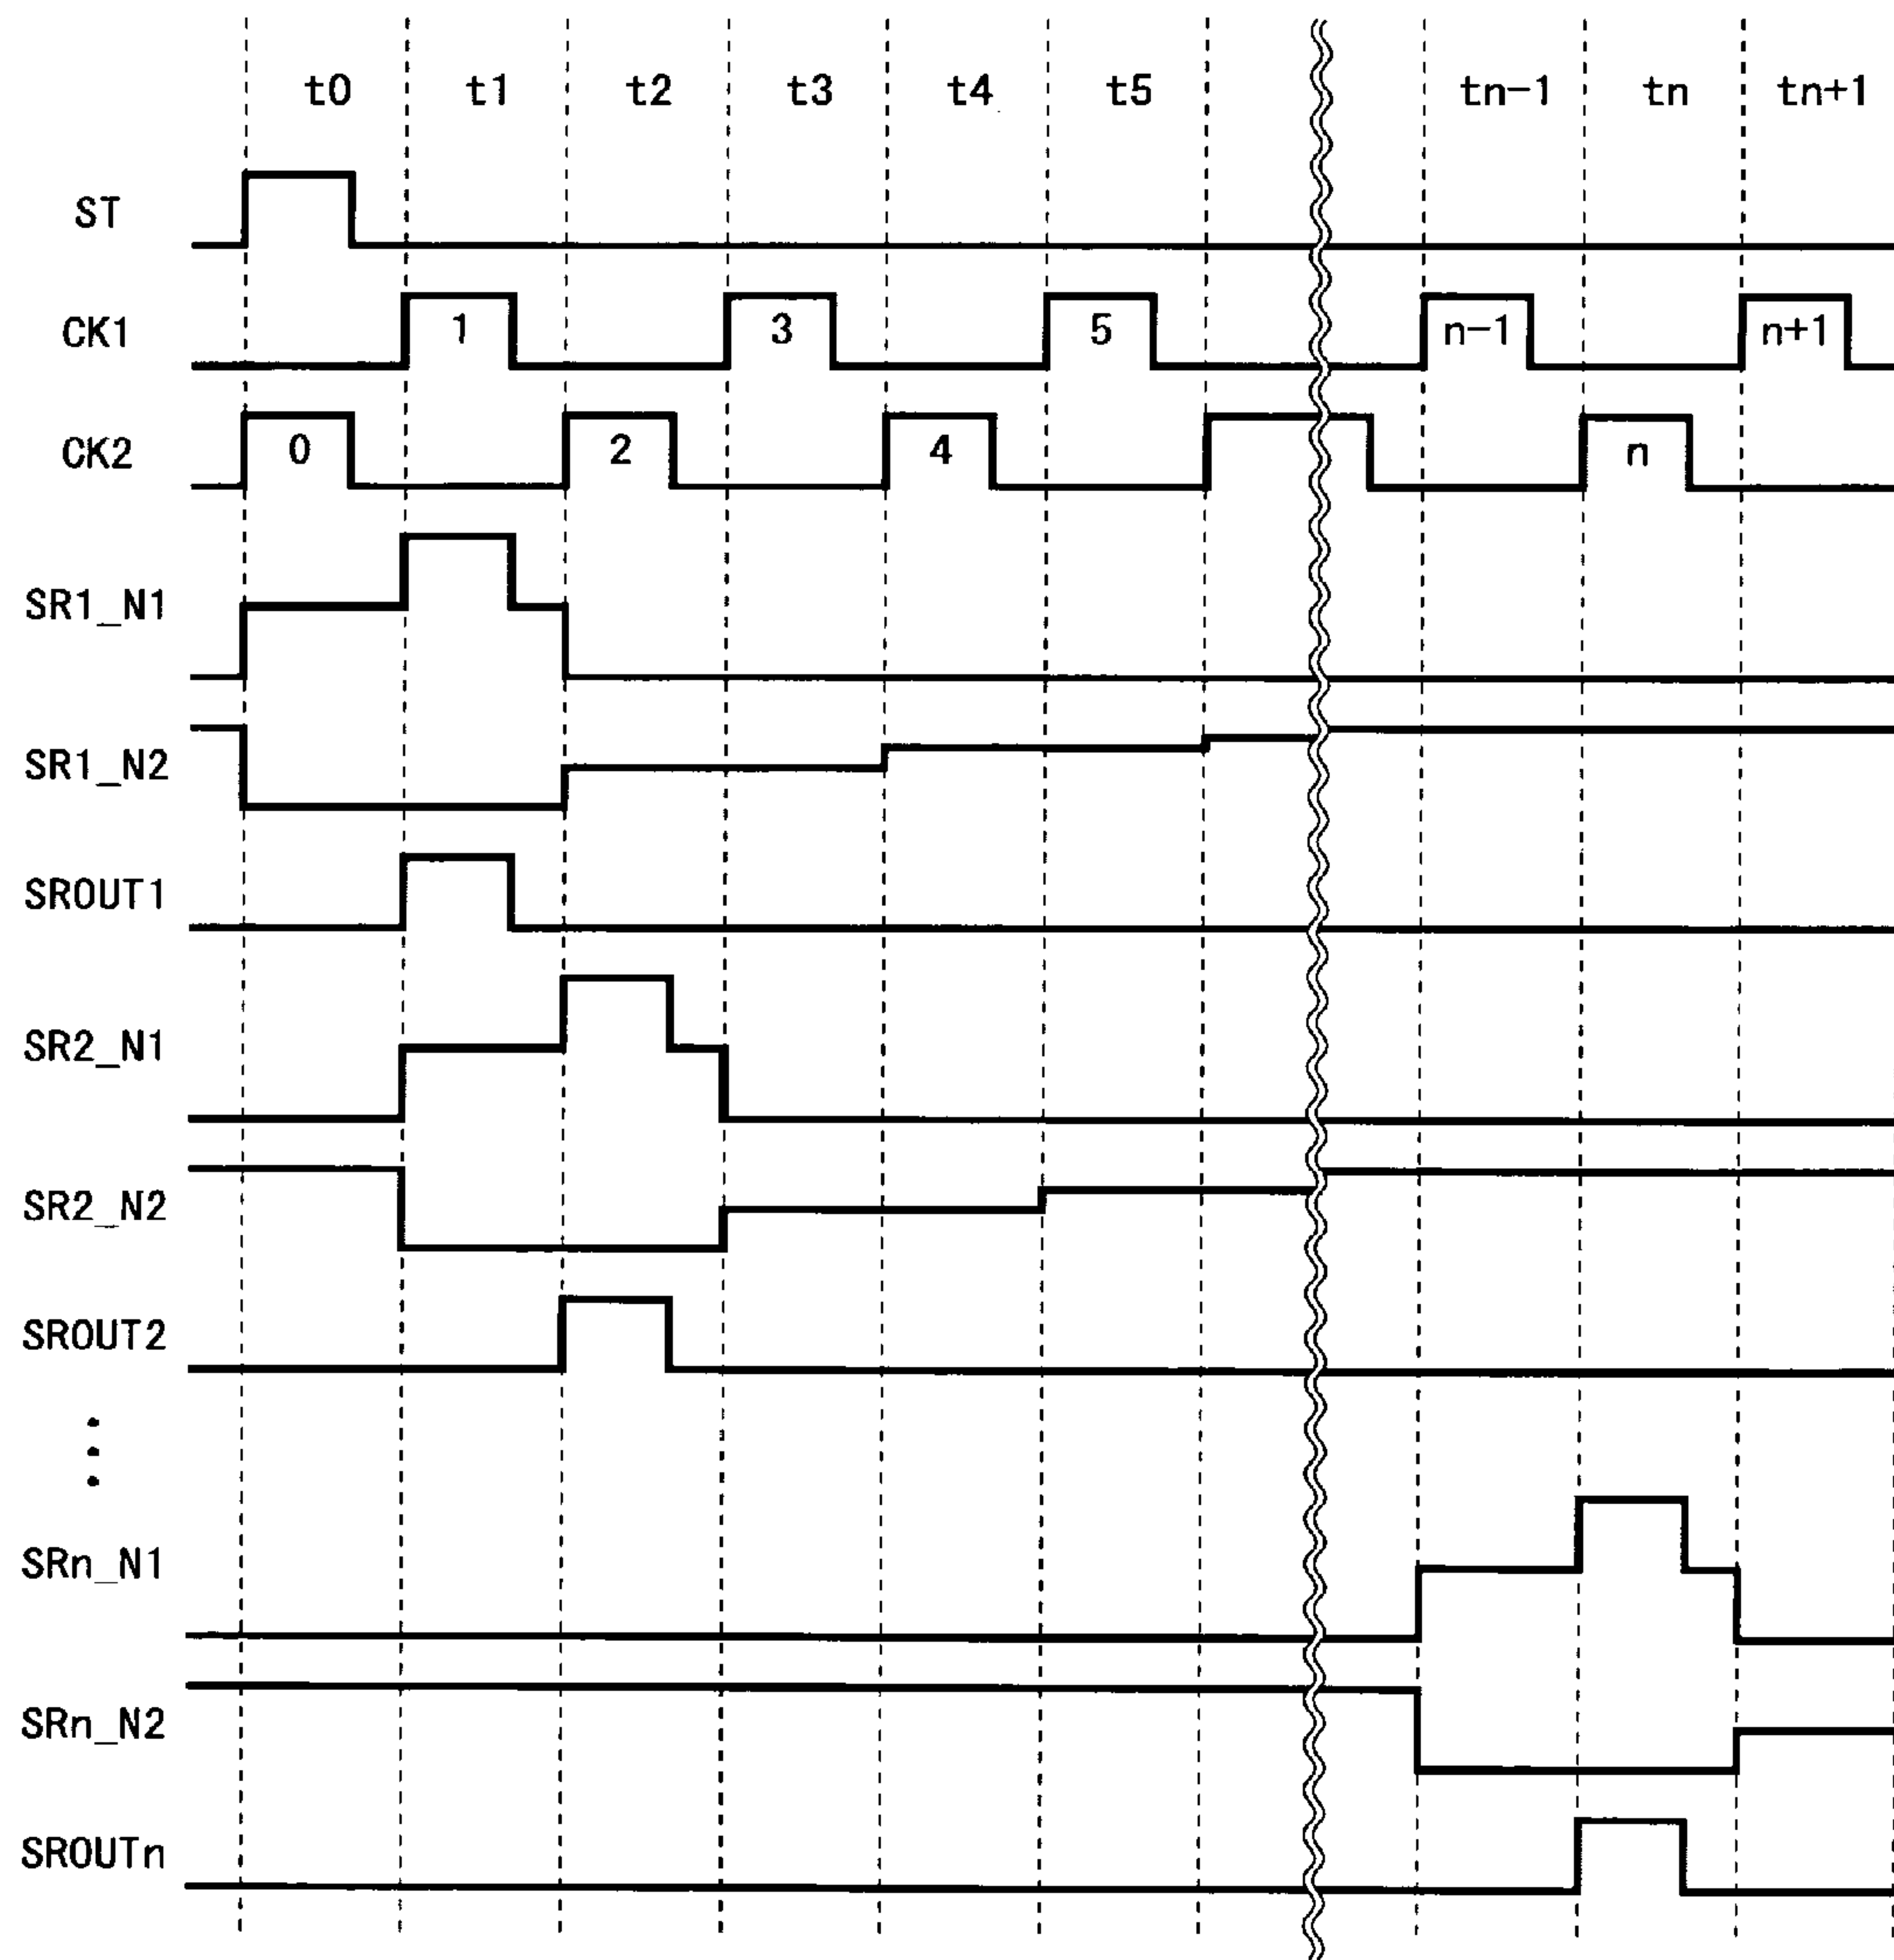 t0 t1 t2 t3 t4 t5 tn-1 tn tn+1
ST
CK1 1 3 5 n-1 n+1
CK2 0 2 4 n
SR1_N1
SR1_N2
SROUT1
SR2_N1
SR2_N2
SROUT2
SRn_N1
SRn_N2
SROUTn